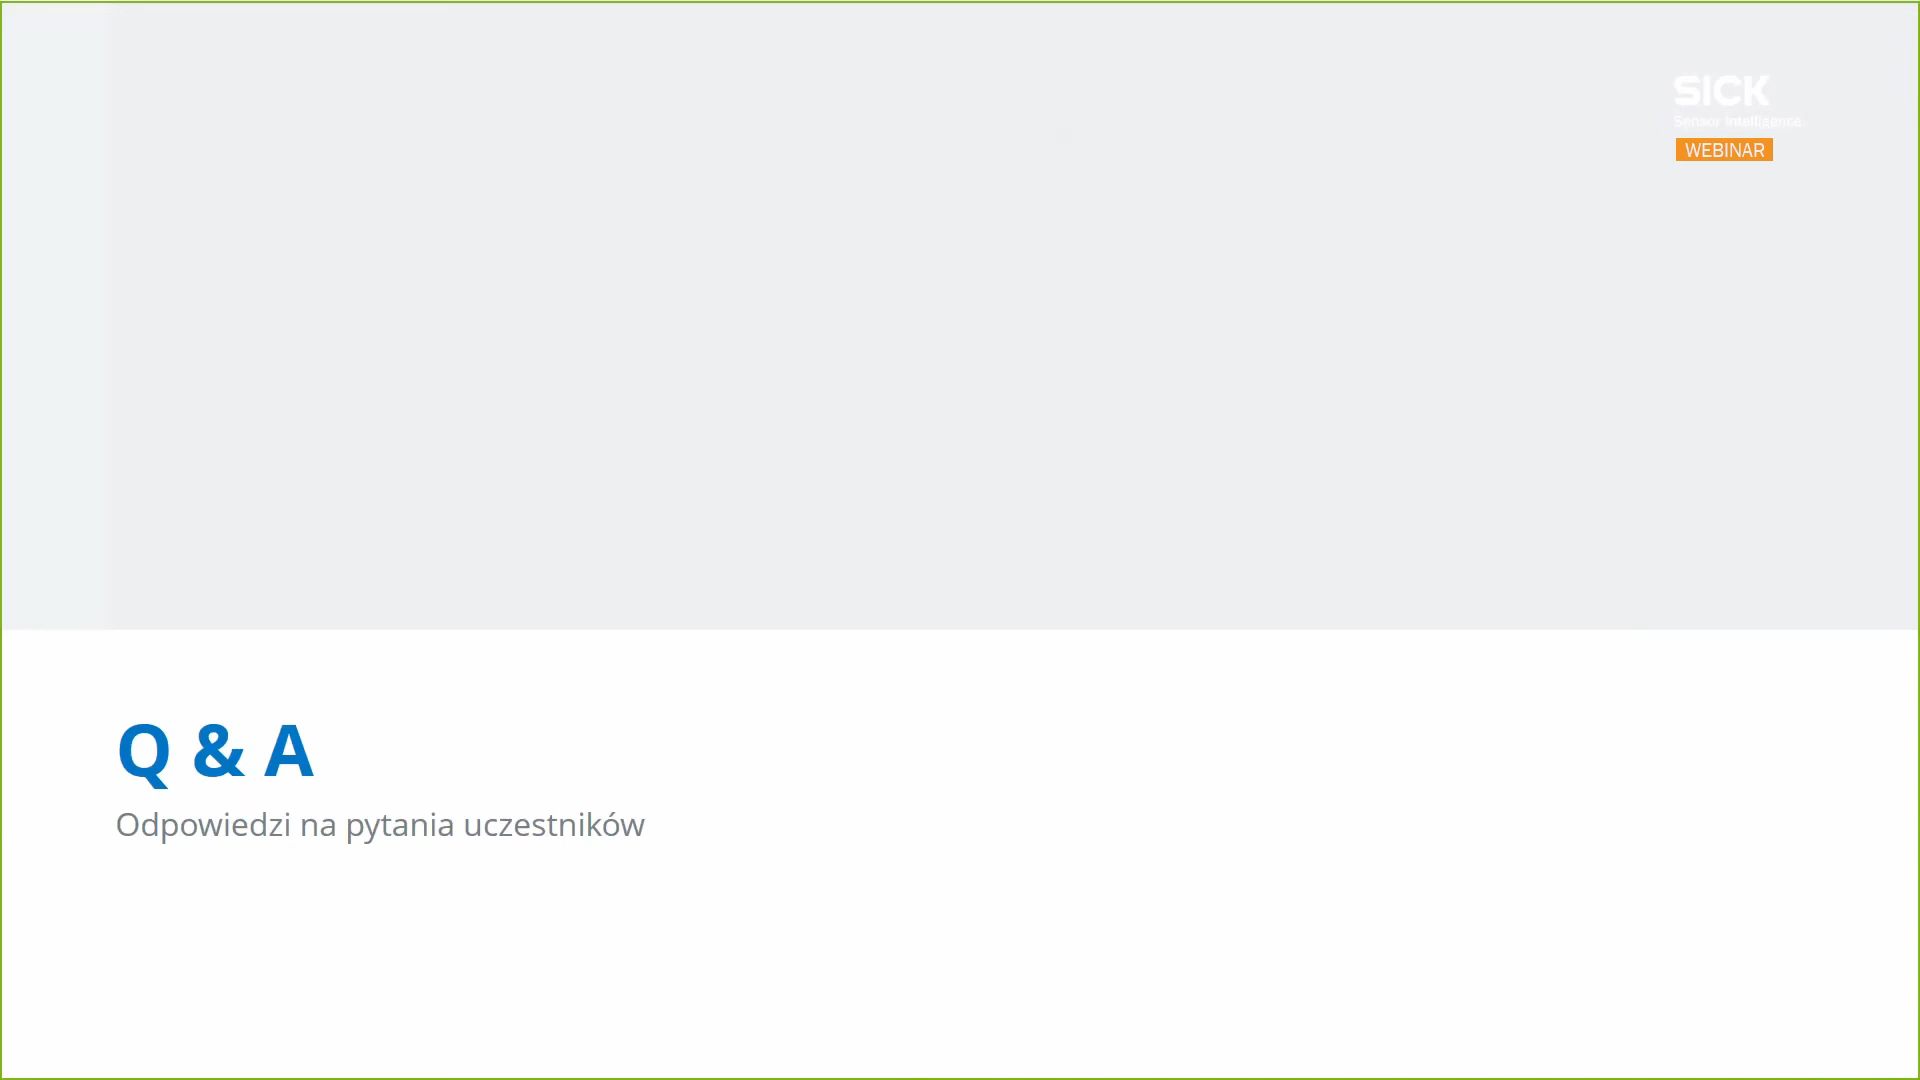 SICK
Sensor Intelligence.
WEBINAR
Q & A
Odpowiedzi na pytania uczestników